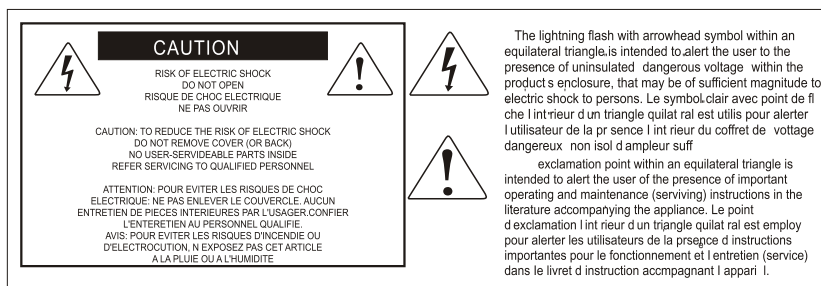 CAUTION
RISK OF ELECTRIC SHOCK
DO NOT OPEN
RISQUE DE CHOC ELECTRIQUE
NE PAS OUVRIR
CAUTION: TO REDUCE THE RISK OF ELECTRIC SHOCK
DO NOT REMOVE COVER (OR BACK)
NO USER-SERVIDEABLE PARTS INSIDE
REFER SERVICING TO QUALIFIED PERSONNEL
ATTENTION: POUR EVITER LES RISQUES DE CHOC
ELECTRIQUE: NE PAS ENLEVER LE COUVERCLE. AUCUN
ENTRETIEN DE PIECES INTERIEURES PAR L'USAGER.CONFIER
L'ENTERETIEN AU PERSONNEL QUALIFIE.
AVIS: POUR EVITER LES RISQUES D'INCENDIE OU
D'ELECTROCUTION, N EXPOSEZ PAS CET ARTICLE
A LA PLUIE OU A L'HUMIDITE
The lightning flash with arrowhead symbol within an
equilateral triangle, is intended to alert the user to the
presence of uninsulated dangerous voltage within the
product s enclosure, that may be of sufficient magnitude to
electric shock to persons. Le symbol clair avec point de fl
che l int rieur d un triangle quilat ral est utilis pour alerter
l utilisateur de la pr sence l int rieur du coffret de vottage
dangereux non isol d ampleur suff
exclamation point within an equilateral triangle is
intended to alert the user of the presence of important
operating and maintenance (serviving) instructions in the
literature accompanying the appliance. Le point
d exclamation l int rieur d un triangle quilat ral est employ
pour alerter les utilisateurs de la prsence d instructions
importantes pour le fonctionnement et l entretien (service)
dans le livret d instruction accmpagnant l appari l.